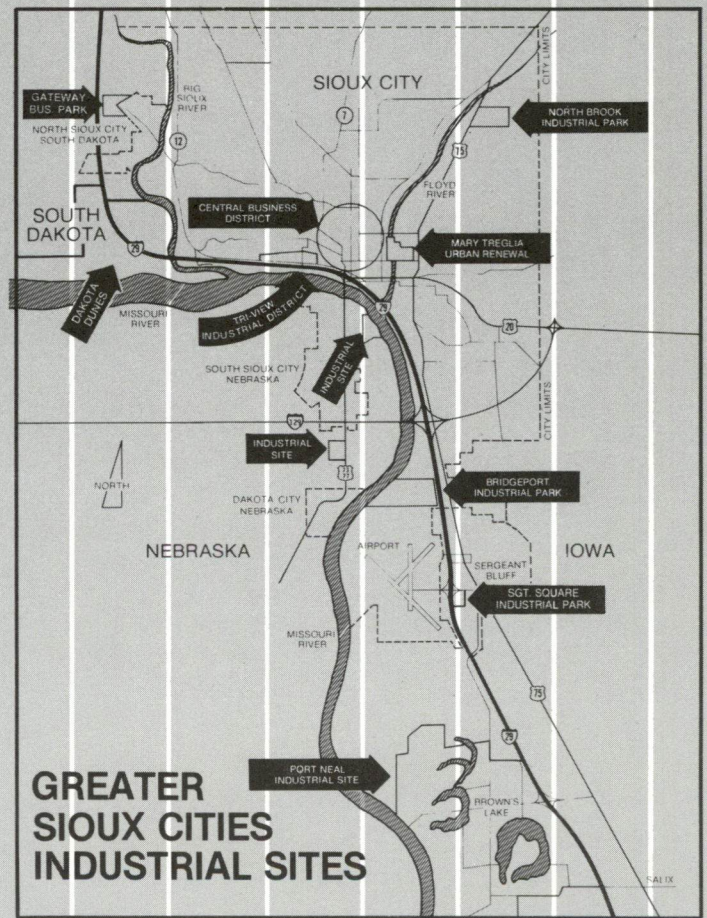 SIOUX CITY
CITY LIMITS
GATEWAY
BUS. PARK
BIG
SIOUX
RIVER
NORTH SIOUX CITY
SOUTH DAKOTA
12
7
75
NORTH BROOK
INDUSTRIAL PARK
FLOYD
RIVER
SOUTH
DAKOTA
CENTRAL BUSINESS
DISTRICT
MARY TREGLIA
URBAN RENEWAL
29
DAKOTA
DUNES
MISSOURI
RIVER
TRI-VIEW
INDUSTRIAL DISTRICT
29
20
INDUSTRIAL
SITE
SOUTH SIOUX CITY
NEBRASKA
CITY LIMITS
129
INDUSTRIAL
SITE
NORTH
DAKOTA CITY
NEBRASKA
BRIDGEPORT
INDUSTRIAL PARK
NEBRASKA
AIRPORT
IOWA
SERGEANT
BLUFF
SGT. SQUARE
INDUSTRIAL PARK
MISSOURI
RIVER
75
29
PORT NEAL
INDUSTRIAL SITE
BROWN'S
LAKE
GREATER
SIOUX CITIES
INDUSTRIAL SITES
SALIX